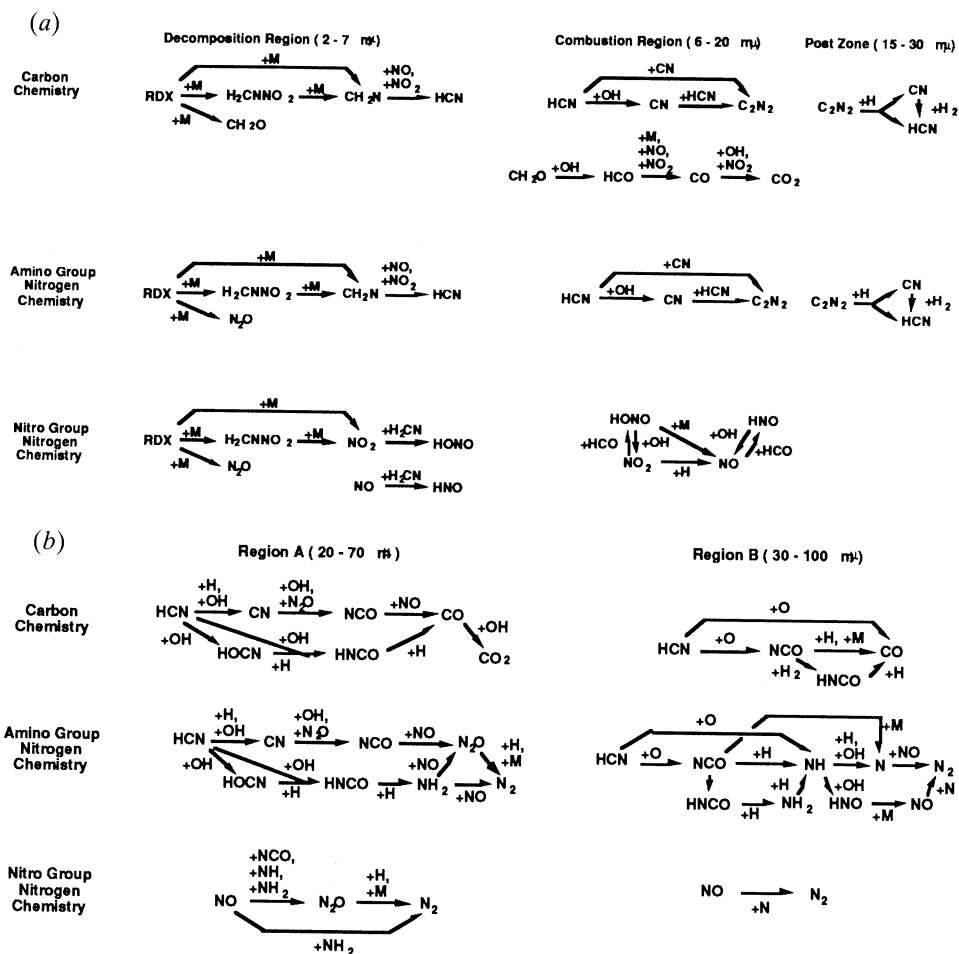 (a)
Decomposition Region ( 2 - 7 mμ)
Combustion Region ( 6 - 20 mμ)
Post Zone ( 15 - 30 mμ)
Carbon
Chemistry
+M
RDX +M H₂CNNO₂ +M CH₂N +NO, +NO₂ HCN
+M CH₂O
+CN
HCN +OH CN +HCN C₂N₂
C₂N₂ +H CN +H₂ HCN
CH₂O +OH HCO +M, +NO, +NO₂ CO +OH, +NO₂ CO₂
Amino Group
Nitrogen
Chemistry
+M
RDX +M H₂CNNO₂ +M CH₂N +NO, +NO₂ HCN
+M N₂O
+CN
HCN +OH CN +HCN C₂N₂
C₂N₂ +H CN +H₂ HCN
Nitro Group
Nitrogen
Chemistry
+M
RDX +M H₂CNNO₂ +M NO₂ +H₂CN HONO
+M N₂O
NO +H₂CN HNO
HONO +M HNO
+HCO +OH +OH +HCO
NO₂ +H NO
(b)
Region A ( 20 - 70 mμ)
Region B ( 30 - 100 mμ)
Carbon
Chemistry
HCN +H, +OH CN +OH, +N₂O NCO +NO CO
+OH HOCN +OH +H HNCO +H +OH CO₂
+O
HCN +O NCO +H, +M CO
+H₂ HNCO +H
Amino Group
Nitrogen
Chemistry
HCN +H, +OH CN +OH, +N₂O NCO +NO N₂O +H, +M
+OH HOCN +OH +H HNCO +H NH₂ +NO +NO N₂
+O +M
HCN +O NCO +H NH +H, +OH N +NO N₂
HNCO +H NH₂ +H +OH HNO +M NO +N
Nitro Group
Nitrogen
Chemistry
NO +NCO, +NH, +NH₂ N₂O +H, +M N₂
+NH₂
NO +N N₂